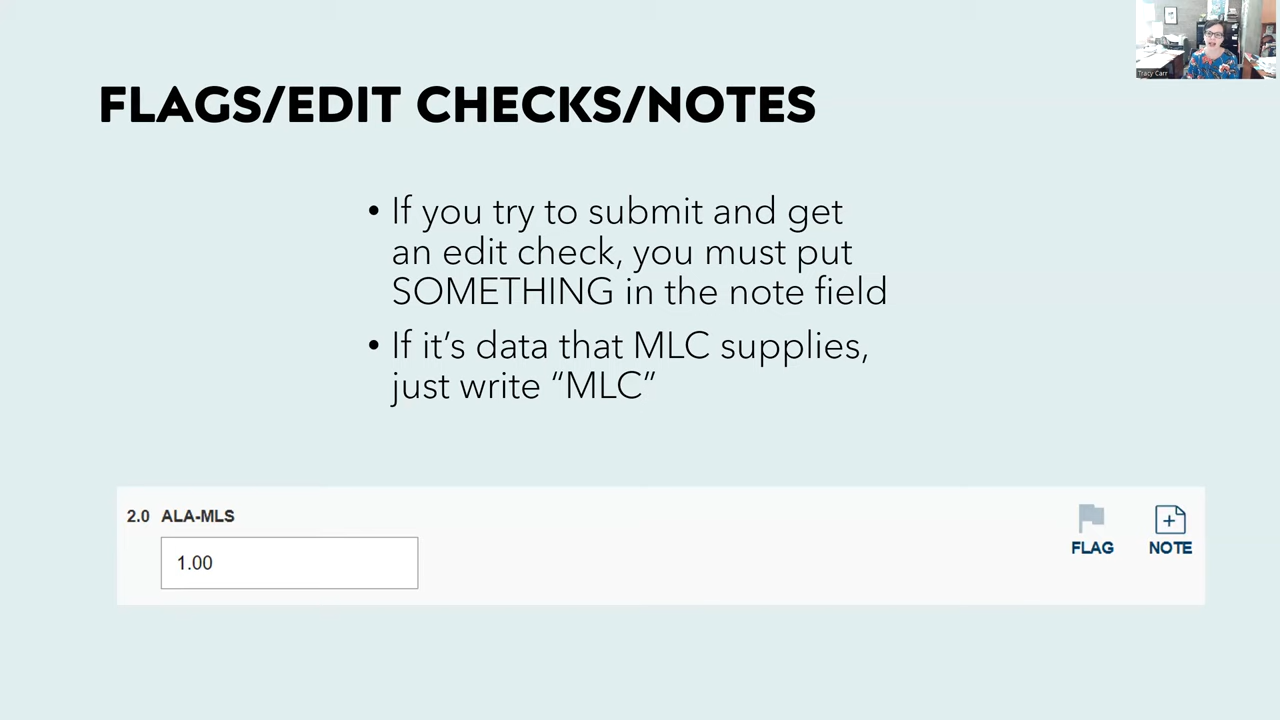 Tracy Carr
FLAGS/EDIT CHECKS/NOTES
• If you try to submit and get
an edit check, you must put
SOMETHING in the note field
• If it’s data that MLC supplies,
just write “MLC”
2.0 ALA-MLS
1.00
FLAG
NOTE